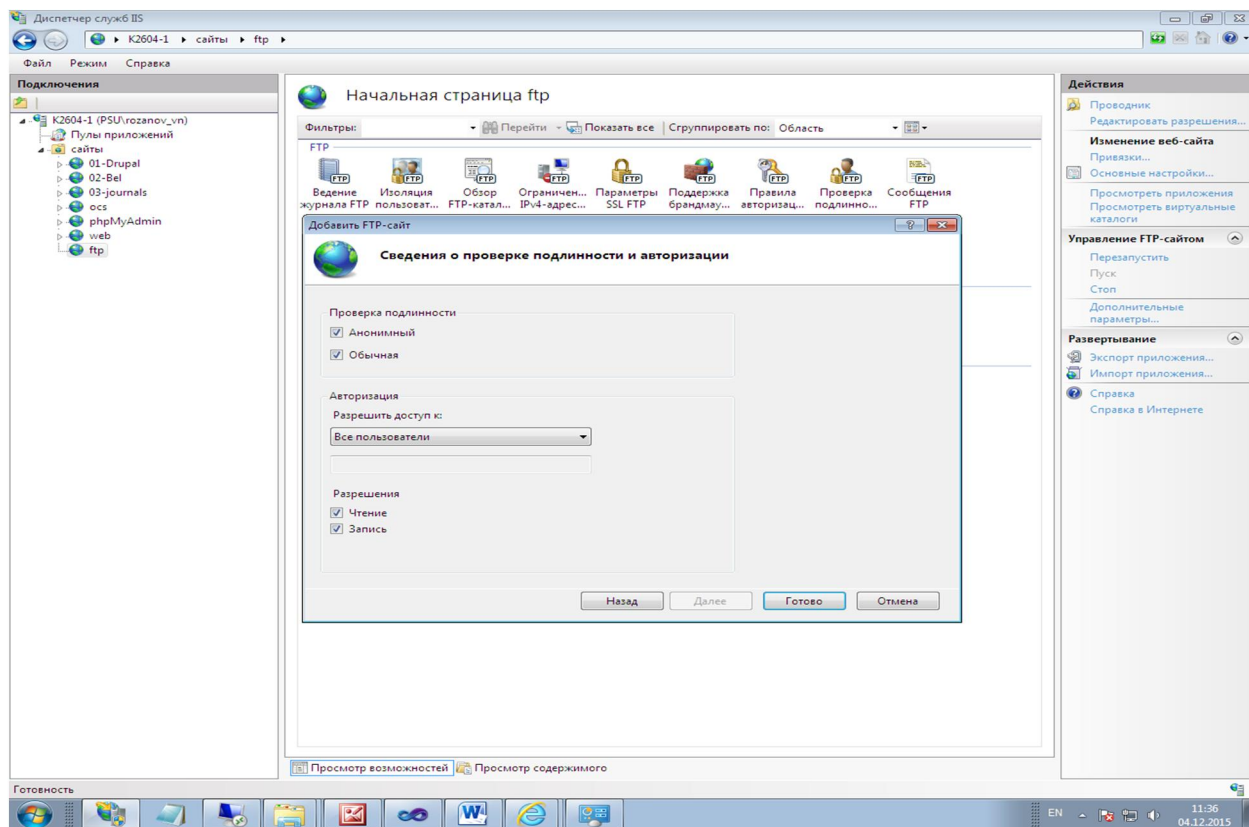 Диспетчер служб IIS
K2604-1 сайты ftp
Файл Режим Справка
Подключения
K2604-1 (PSU\rozanov_vn)
Пулы приложений
сайты
01-Drupal
02-Bel
03-journals
ocs
phpMyAdmin
web
ftp
Начальная страница ftp
Фильтры: Перейти Показать все Сгруппировать по: Область
FTP
Ведение журнала FTP
Изоляция пользоват...
Обзор FTP-катал...
Ограничен... IPv4-адрес...
Параметры SSL FTP
Поддержка брандмау...
Правила авторизац...
Проверка подлинно...
Сообщения FTP
Добавить FTP-сайт
Сведения о проверке подлинности и авторизации
Проверка подлинности
Анонимный
Обычная
Авторизация
Разрешить доступ к:
Все пользователи
Разрешения
Чтение
Запись
Назад Далее Готово Отмена
Просмотр возможностей Просмотр содержимого
Действия
Проводник
Редактировать разрешения...
Изменение веб-сайта
Привязки...
Основные настройки...
Просмотреть приложения
Просмотреть виртуальные
каталоги
Управление FTP-сайтом
Перезапустить
Пуск
Стоп
Дополнительные
параметры...
Развертывание
Экспорт приложения...
Импорт приложения...
Справка
Справка в Интернете
Готовность
EN
11:36
04.12.2015